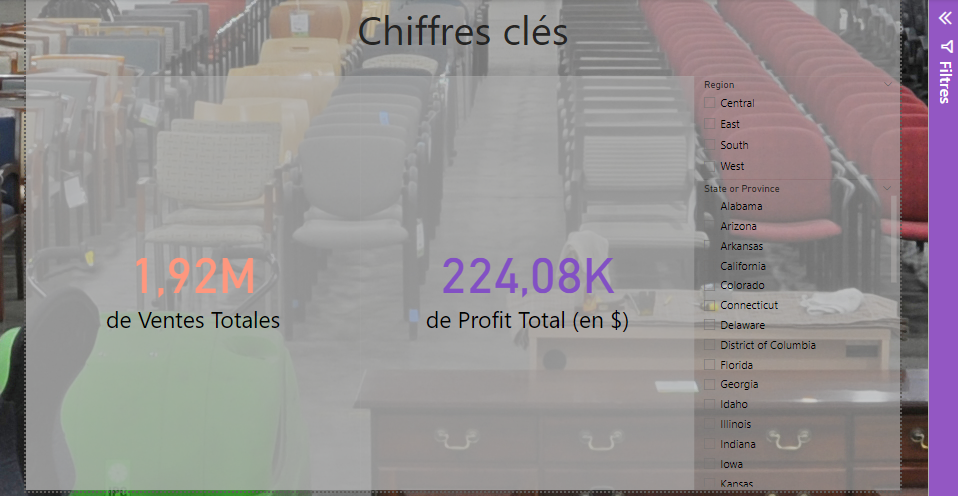 Chiffres clés
1,92M
de Ventes Totales
224,08K
de Profit Total (en $)
Region
Central
East
South
West
State or Province
Alabama
Arizona
Arkansas
California
Colorado
Connecticut
Delaware
District of Columbia
Florida
Georgia
Idaho
Illinois
Indiana
Iowa
Kansas
Filtres